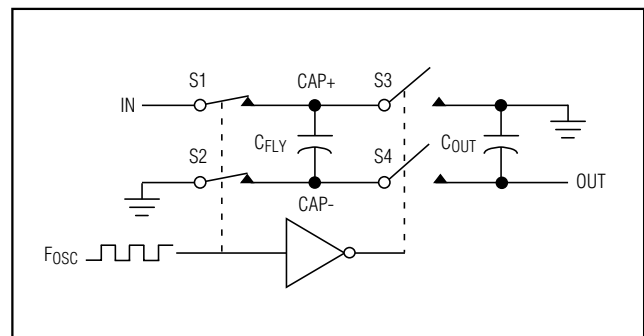 S1
CAP+
S3
IN
CFLY
COUT
S2
S4
OUT
CAP-
FOSC